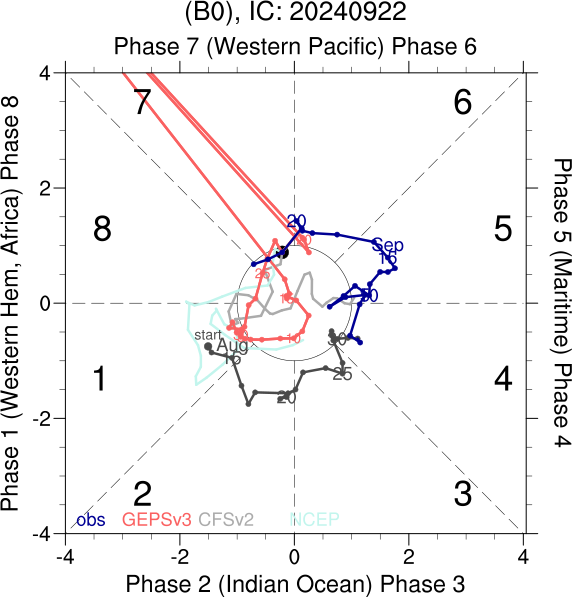 (B0), IC: 20240922
Phase 7 (Western Pacific) Phase 6
Phase 1 (Western Hem, Africa) Phase 8
Phase 5 (Maritime) Phase 4
4
2
0
-2
-4
7
6
8
5
1
4
2
3
20
Sep
15
25
10
start
Aug
15
20
25
obs
GEPSv3
CFSv2
NCEP
-4
-2
0
2
4
Phase 2 (Indian Ocean) Phase 3